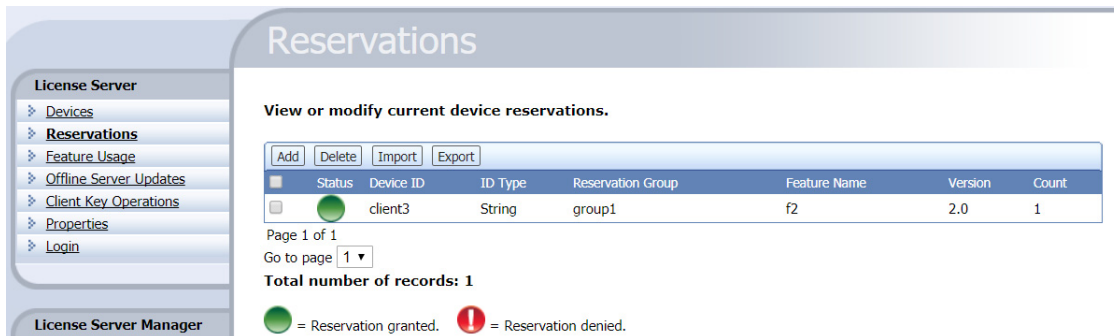 Reservations
License Server
Devices
Reservations
Feature Usage
Offline Server Updates
Client Key Operations
Properties
Login
License Server Manager
View or modify current device reservations.
Add Delete Import Export
Status Device ID ID Type Reservation Group Feature Name Version Count
client3 String group1 f2 2.0 1
Page 1 of 1
Go to page 1
Total number of records: 1
= Reservation granted. = Reservation denied.